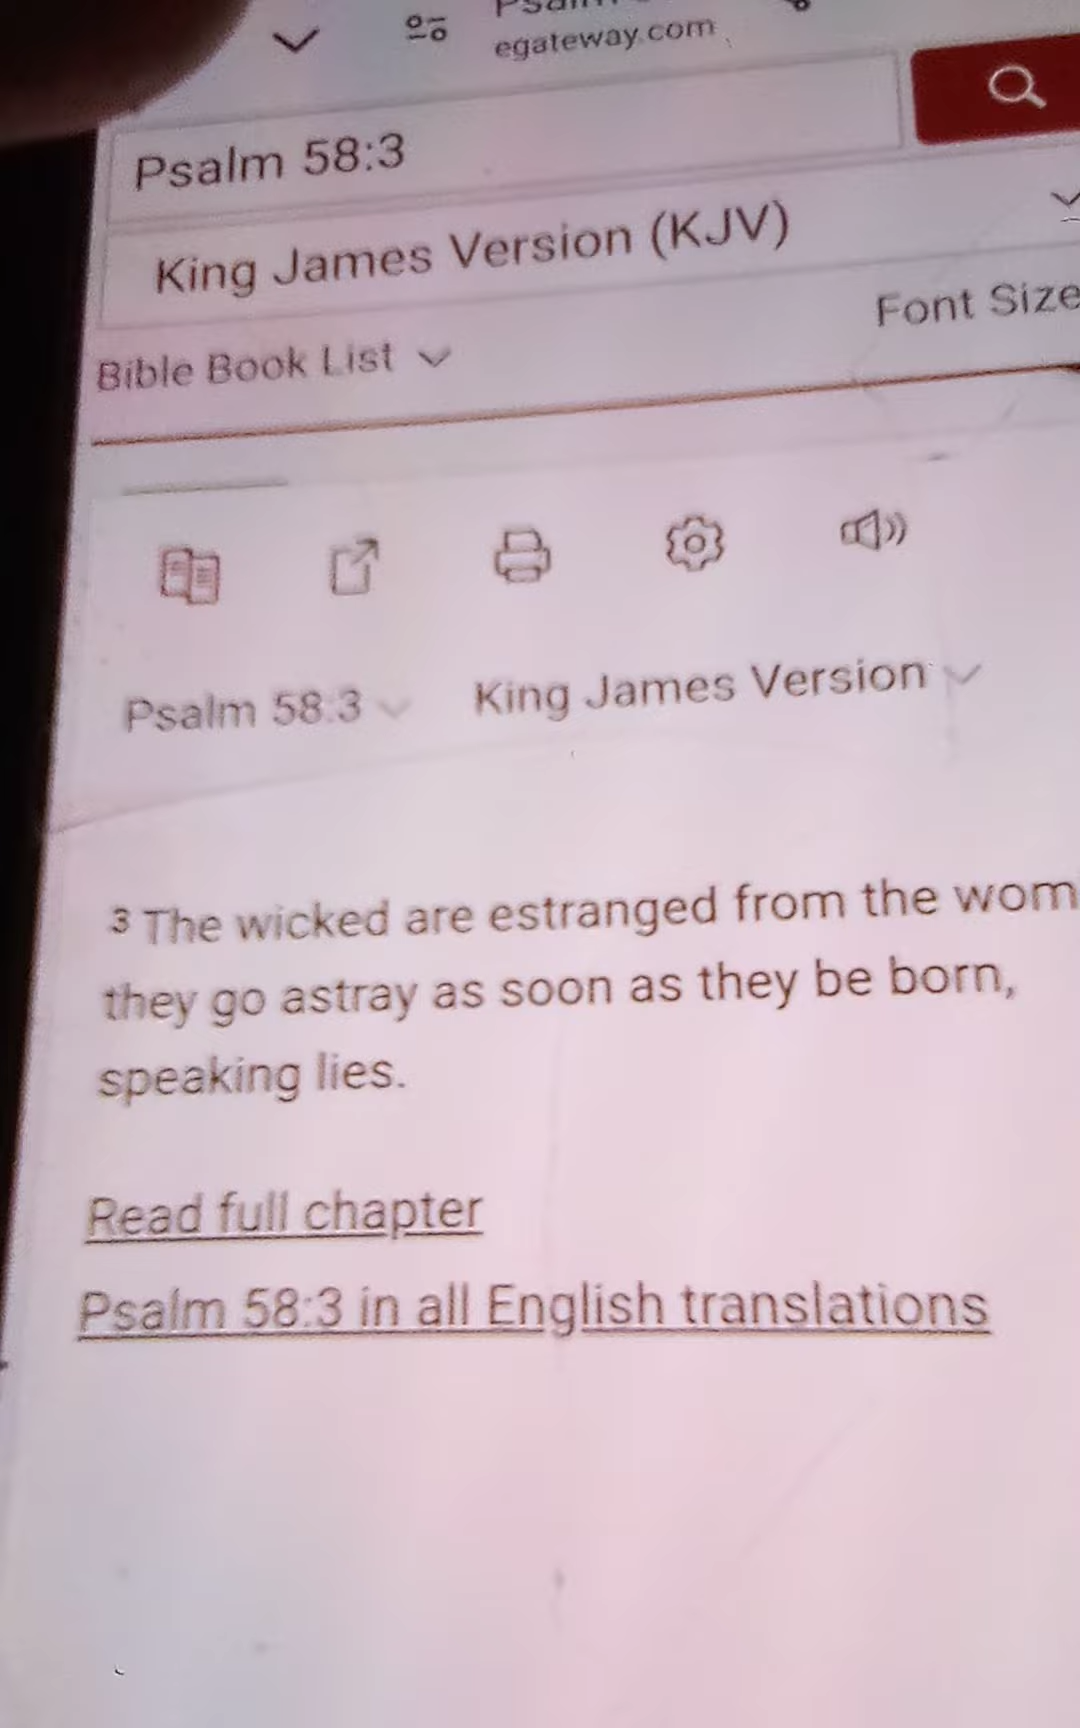 egateway.com
Psalm 58:3
King James Version (KJV)
Font Size
Bible Book List
Psalm 58:3 King James Version
3 The wicked are estranged from the wom
they go astray as soon as they be born,
speaking lies.
Read full chapter
Psalm 58:3 in all English translations